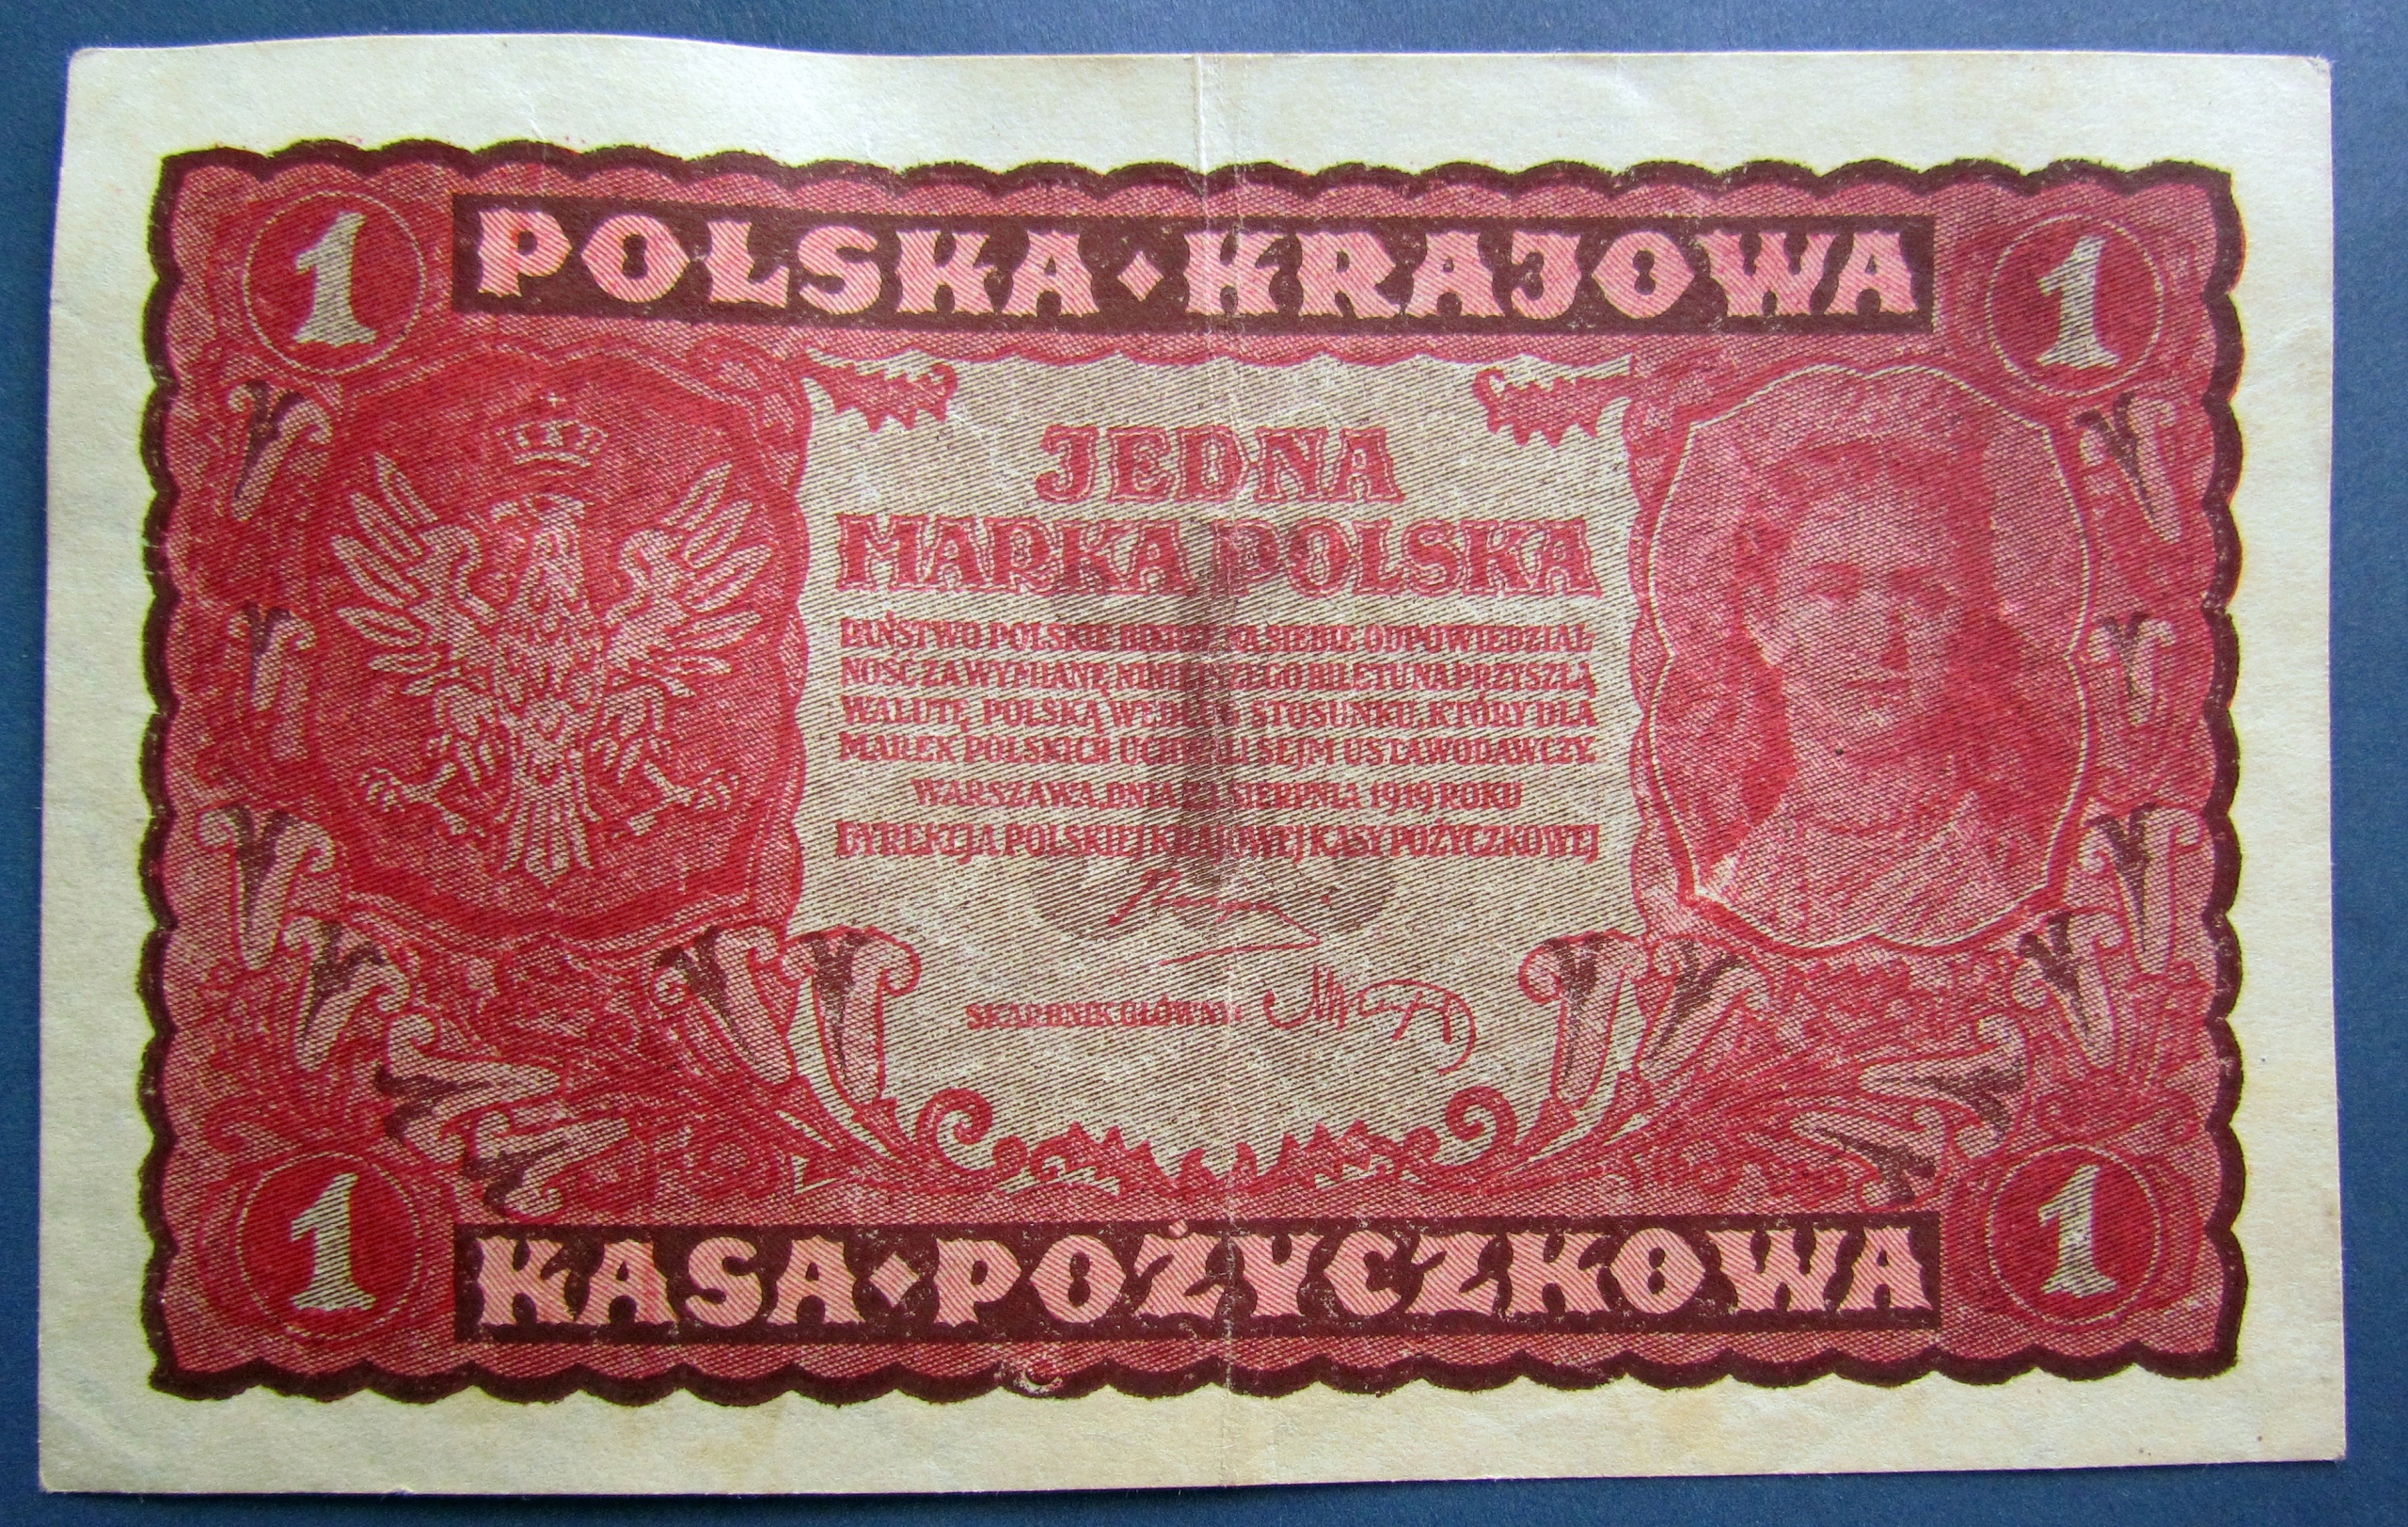 1 POLSKA KRAJOWA 1
JEDNA
MARKA POLSKA
PAŃSTWO POLSKIE BIERZE NA SIEBIE ODPOWIEDZIAL-
NOŚĆ ZA WYMIANĘ NINIEJSZEGO BILETU NA PRZYSZŁĄ
WALUTĘ POLSKĄ WEDŁUG STOSUNKU, KTÓRY DLA
MAREK POLSKICH UCHWALI SEJM USTAWODAWCZY.
WARSZAWA, DNIA 23 SIERPNIA 1919 ROKU
DYREKCJA POLSKIEJ KRAJOWEJ KASY POŻYCZKOWEJ
SKARBNIK GŁÓWNY:
1 KASA POŻYCZKOWA 1